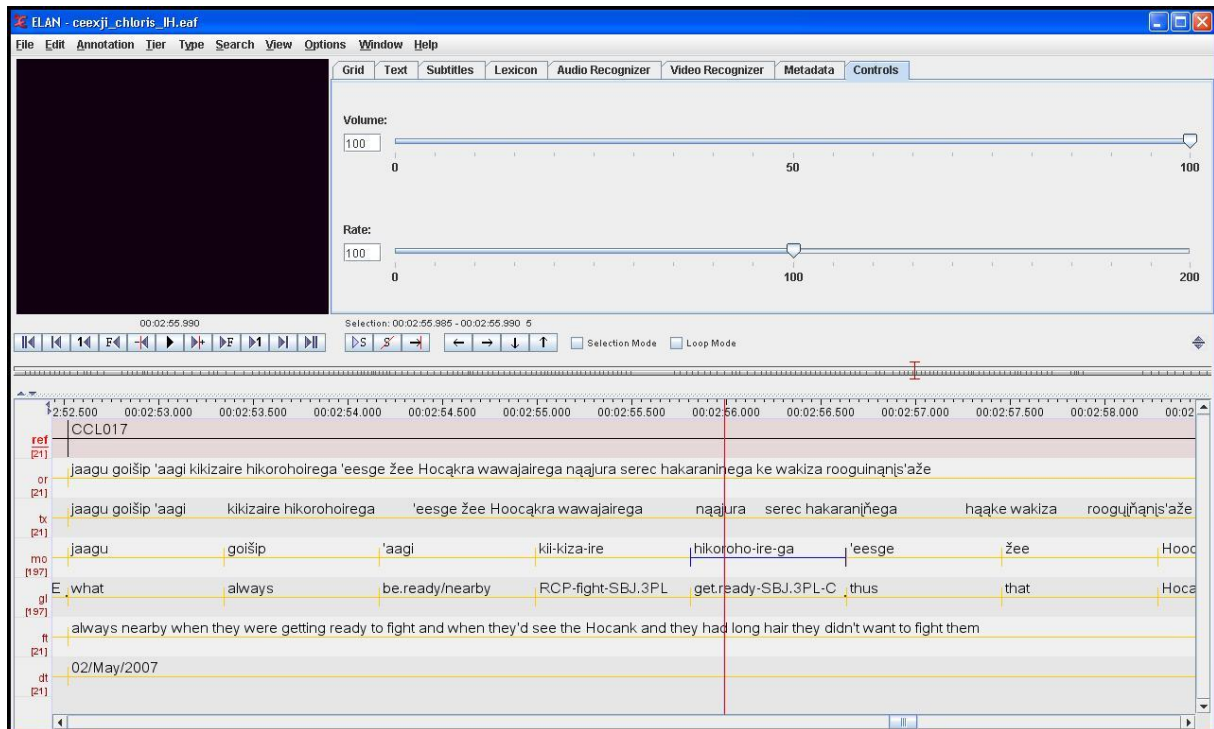 ELAN - ceexji_chloris_IH.eaf
File Edit Annotation Tier Type Search View Options Window Help
Grid Text Subtitles Lexicon Audio Recognizer Video Recognizer Metadata Controls
Volume:
100
0 50 100
Rate:
100
0 100 200
00:02:55.990 Selection: 00:02:55.985 - 00:02:55.990 5
Selection Mode Loop Mode
2:52.500 00:02:53.000 00:02:53.500 00:02:54.000 00:02:54.500 00:02:55.000 00:02:55.500 00:02:56.000 00:02:56.500 00:02:57.000 00:02:57.500 00:02:58.000 00:02
ref [21] CCL017
or [21] jaagu goišip 'aagi kikizaire hikorohoirega 'eesge žee Hocąkra wawajairega nąąjura serec hakaraninega ke wakiza rooguinąnįs'aže
tx [21] jaagu goišip 'aagi kikizaire hikorohoirega 'eesge žee Hoocąkra wawajairega nąąjura serec hakaranįñega hąąke wakiza roogųįñąnįs'aže
mo [197] jaagu goišip 'aagi kii-kiza-ire hikoroho-ire-ga 'eesge žee Hooc
gl [197] E what always be.ready/nearby RCP-fight-SBJ.3PL get.ready-SBJ.3PL-C thus that Hoca
ft [21] always nearby when they were getting ready to fight and when they'd see the Hocank and they had long hair they didn't want to fight them
dt [21] 02/May/2007